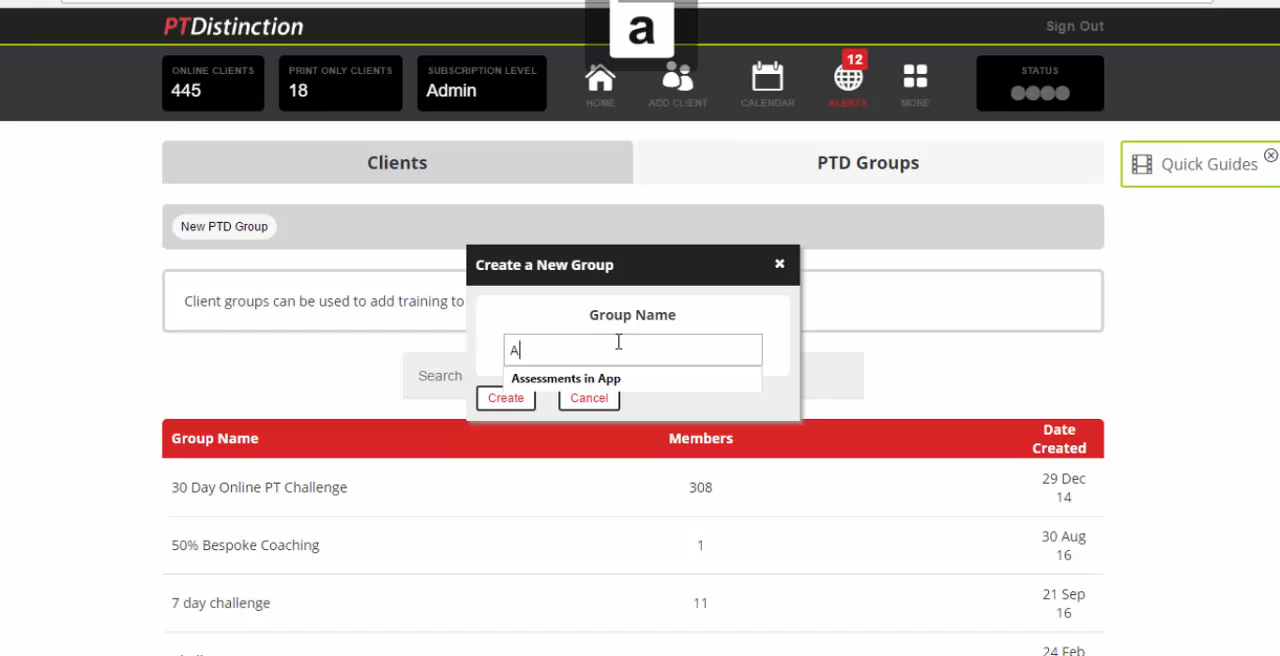 a
PTDistinction
Sign Out
ONLINE CLIENTS
445
PRINT ONLY CLIENTS
18
SUBSCRIPTION LEVEL
Admin
HOME
ADD CLIENT
CALENDAR
12
ALERTS
MORE
STATUS
Clients
PTD Groups
Quick Guides
New PTD Group
Create a New Group
Client groups can be used to add training to
Group Name
A
Assessments in App
Search
Create
Cancel
Group Name
Members
Date
Created
30 Day Online PT Challenge
308
29 Dec
14
50% Bespoke Coaching
1
30 Aug
16
7 day challenge
11
21 Sep
16
24 Feb